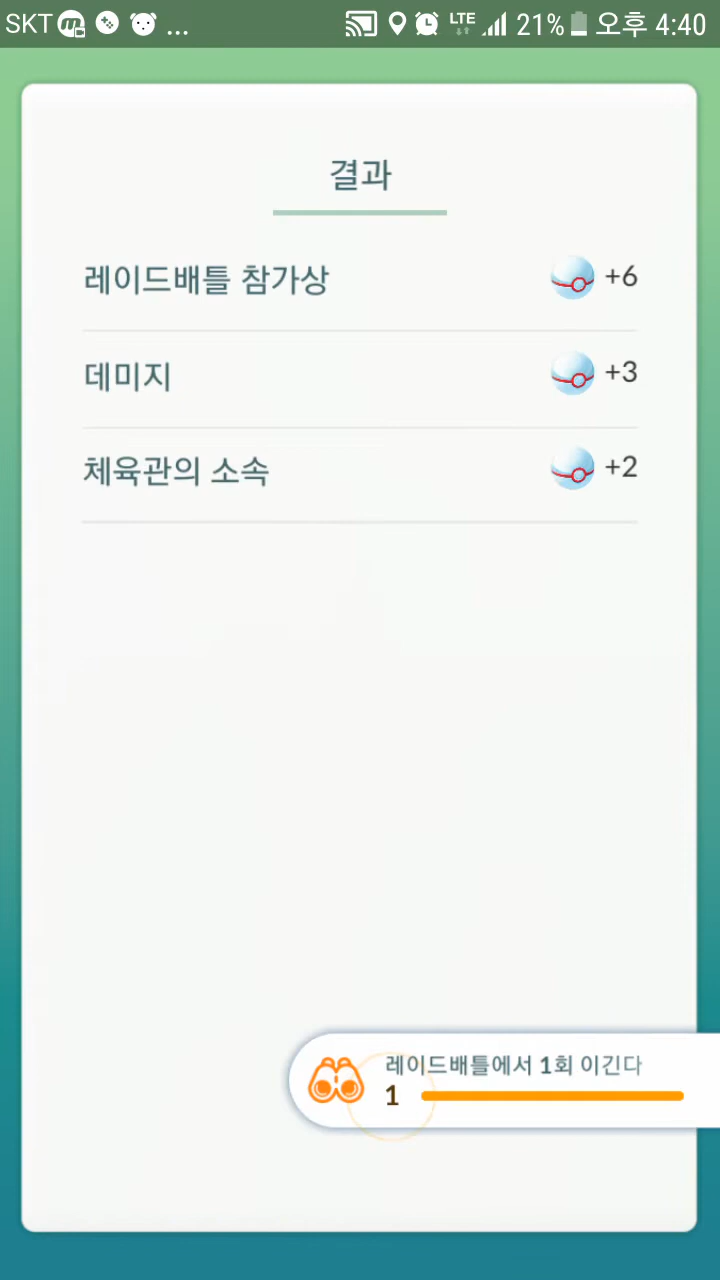 SKT ... LTE 21% 오후 4:40
결과
레이드배틀 참가상 +6
데미지 +3
체육관의 소속 +2
레이드배틀에서 1회 이긴다
1